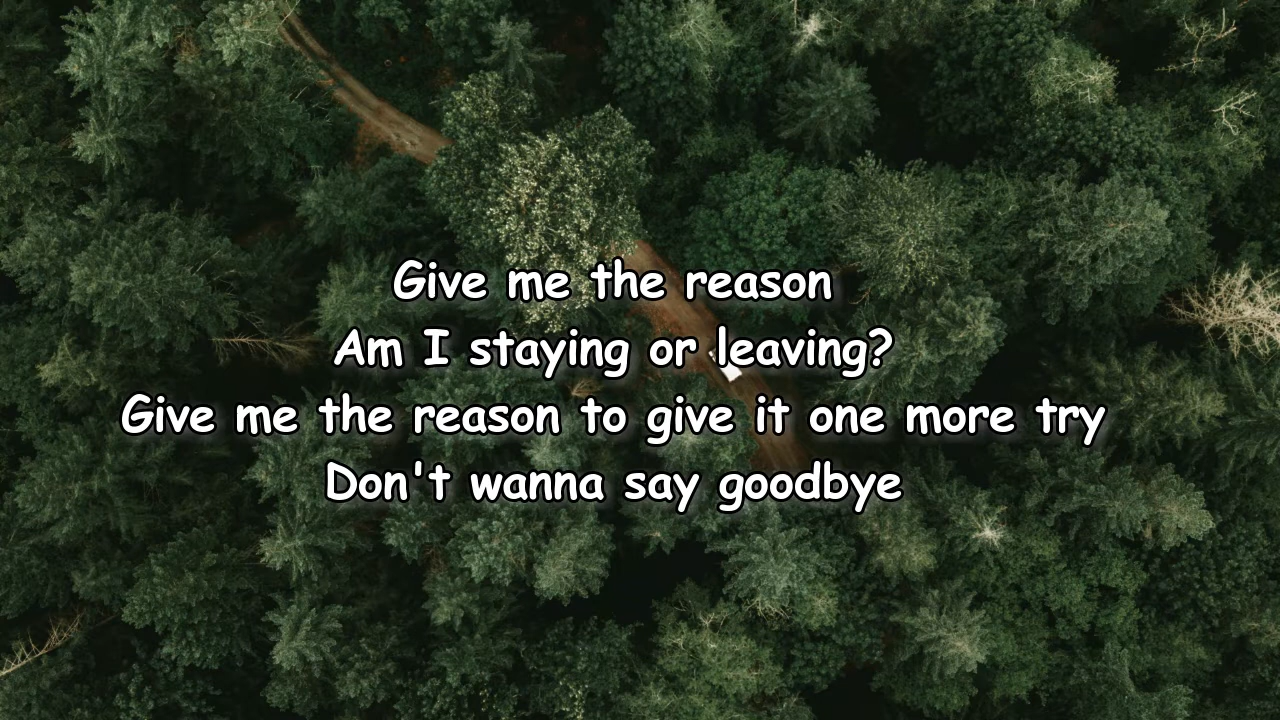 Give me the reason
Am I staying or leaving?
Give me the reason to give it one more try
Don't wanna say goodbye